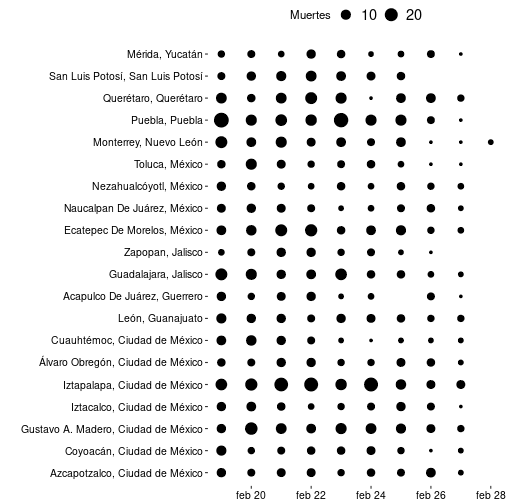 Muertes 10 20
Mérida, Yucatán
San Luis Potosí, San Luis Potosí
Querétaro, Querétaro
Puebla, Puebla
Monterrey, Nuevo León
Toluca, México
Nezahualcóyotl, México
Naucalpan De Juárez, México
Ecatepec De Morelos, México
Zapopan, Jalisco
Guadalajara, Jalisco
Acapulco De Juárez, Guerrero
León, Guanajuato
Cuauhtémoc, Ciudad de México
Álvaro Obregón, Ciudad de México
Iztapalapa, Ciudad de México
Iztacalco, Ciudad de México
Gustavo A. Madero, Ciudad de México
Coyoacán, Ciudad de México
Azcapotzalco, Ciudad de México
feb 20 feb 22 feb 24 feb 26 feb 28